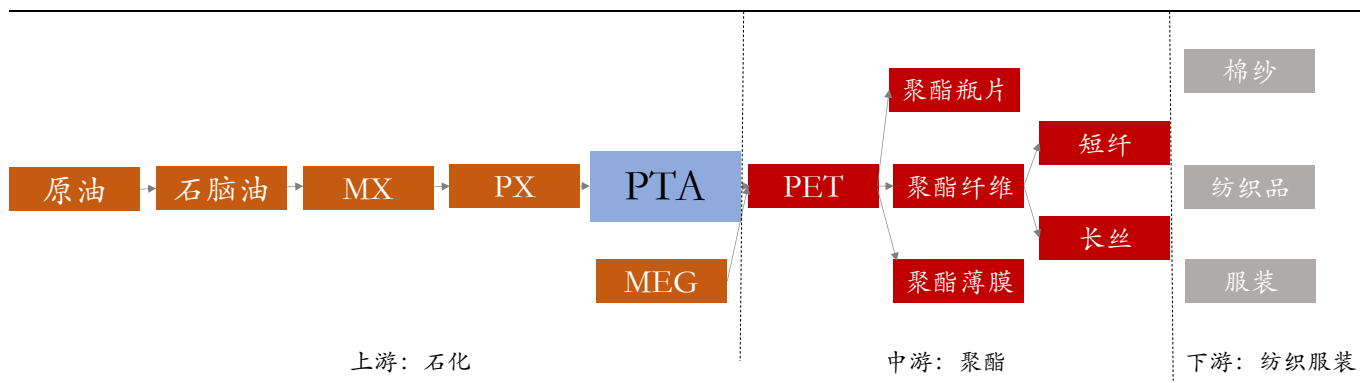 原油
石脑油
MX
PX
PTA
MEG
PET
聚酯瓶片
聚酯纤维
聚酯薄膜
短纤
长丝
棉纱
纺织品
服装
上游：石化
中游：聚酯
下游：纺织服装